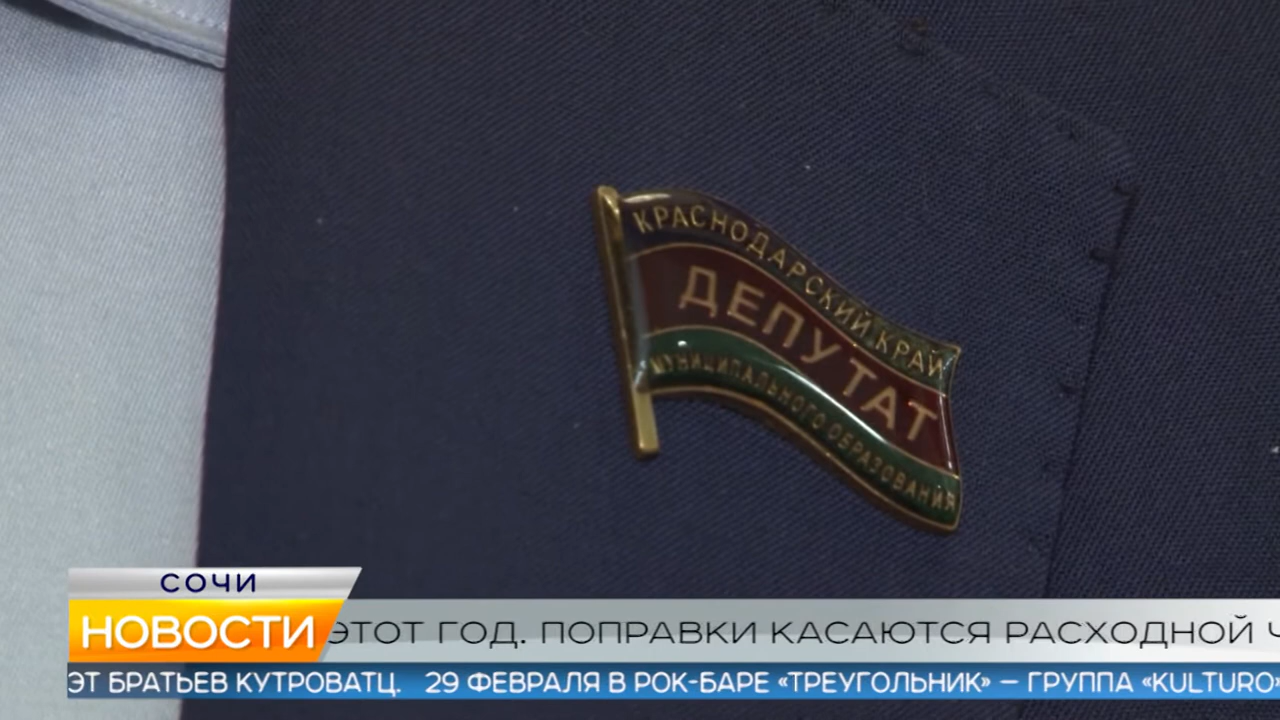 КРАСНОДАРСКИЙ КРАЙ
ДЕПУТАТ
МУНИЦИПАЛЬНОГО ОБРАЗОВАНИЯ
СОЧИ
НОВОСТИ
ЭТОТ ГОД. ПОПРАВКИ КАСАЮТСЯ РАСХОДНОЙ Ч
ЭТ БРАТЬЕВ КУТРОВАТЦ. 29 ФЕВРАЛЯ В РОК-БАРЕ «ТРЕУГОЛЬНИК» — ГРУППА «KULTURO»